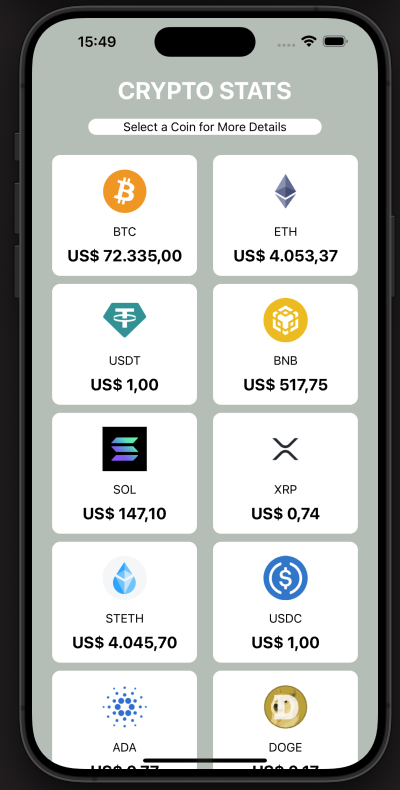 15:49
CRYPTO STATS
Select a Coin for More Details
BTC
US$ 72.335,00
ETH
US$ 4.053,37
USDT
US$ 1,00
BNB
US$ 517,75
SOL
US$ 147,10
XRP
US$ 0,74
STETH
US$ 4.045,70
USDC
US$ 1,00
ADA
DOGE